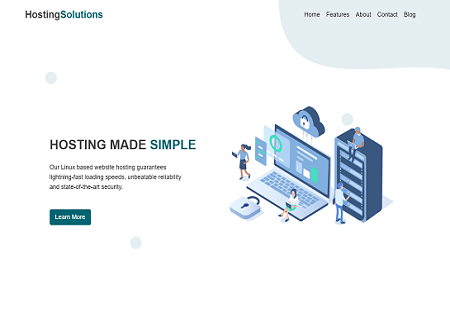 HostingSolutions
Home Features About Contact Blog
HOSTING MADE SIMPLE
Our Linux based website hosting guarantees
lightning-fast loading speeds, unbeatable reliability
and state-of-the-art security.
Learn More